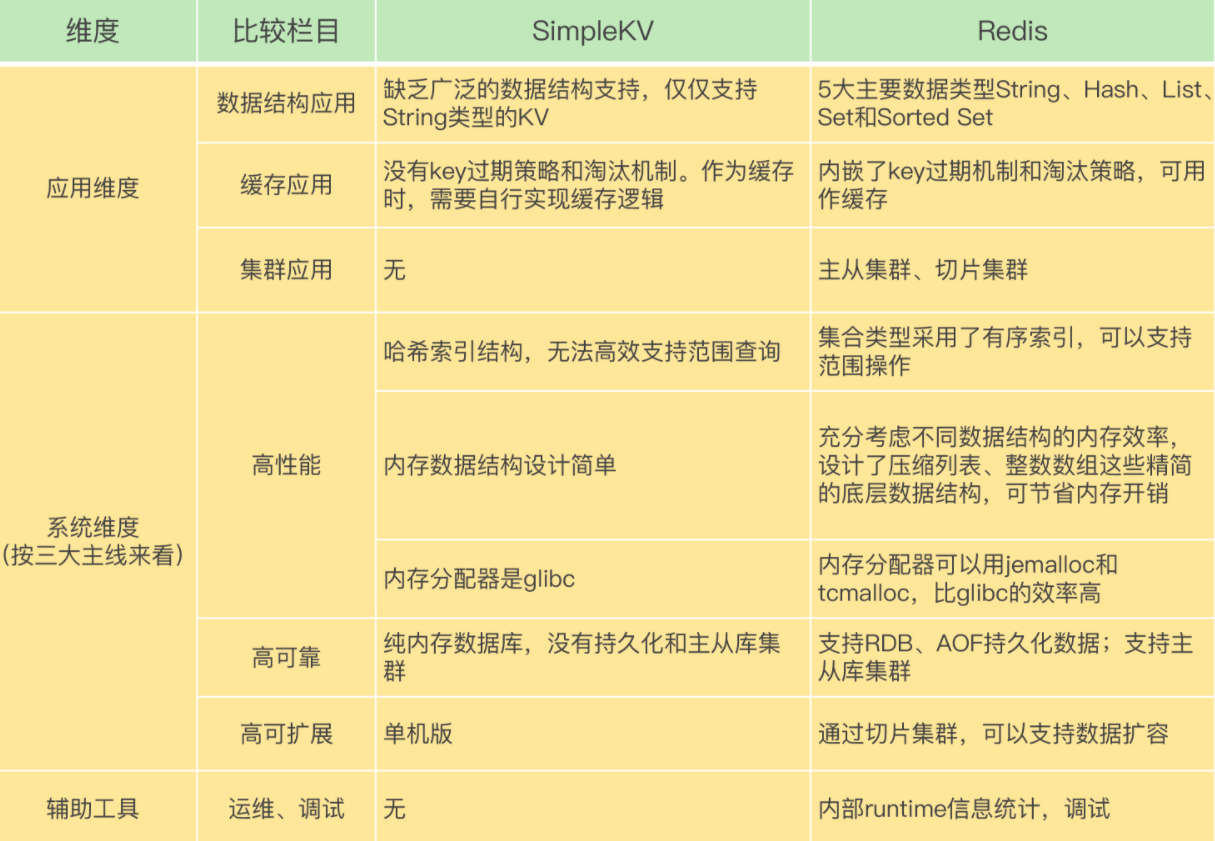 维度
比较栏目
SimpleKV
Redis
应用维度
数据结构应用
缺乏广泛的数据结构支持，仅仅支持
String类型的KV
5大主要数据类型String、Hash、List、
Set和Sorted Set
缓存应用
没有key过期策略和淘汰机制。作为缓存
时，需要自行实现缓存逻辑
内嵌了key过期机制和淘汰策略，可用
作缓存
集群应用
无
主从集群、切片集群
系统维度
(按三大主线来看)
高性能
哈希索引结构，无法高效支持范围查询
集合类型采用了有序索引，可以支持
范围操作
内存数据结构设计简单
充分考虑不同数据结构的内存效率，
设计了压缩列表、整数数组这些精简
的底层数据结构，可节省内存开销
内存分配器是glibc
内存分配器可以用jemalloc和
tcmalloc，比glibc的效率高
高可靠
纯内存数据库，没有持久化和主从库集
群
支持RDB、AOF持久化数据；支持主
从库集群
高可扩展
单机版
通过切片集群，可以支持数据扩容
辅助工具
运维、调试
无
内部runtime信息统计，调试